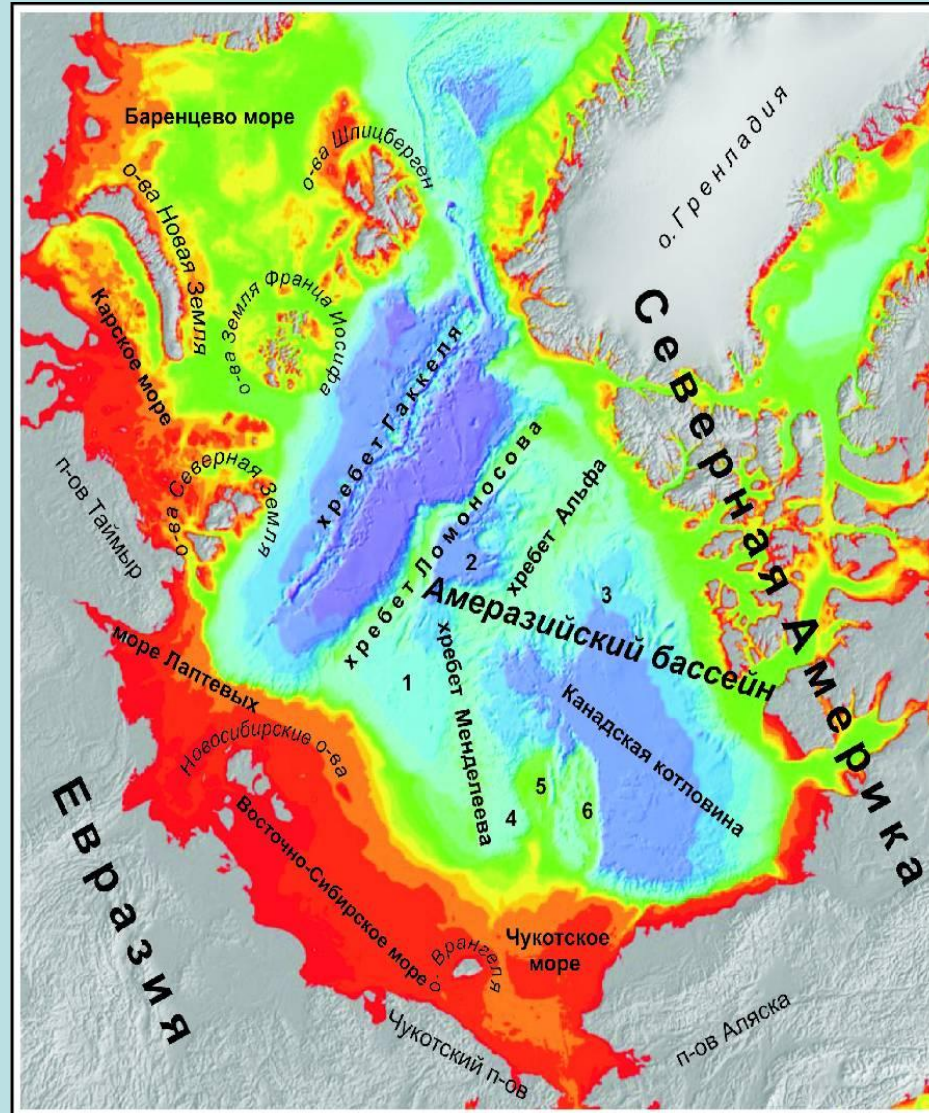 Баренцево море
о-ва Шпицберген
о. Гренладия
о-ва Новая Земля
о-ва Земля Франца Иосифа
Карское море
Северная Америка
хребет Гаккеля
хребет Ломоносова
о-ва Северная Земля
хребет Альфа
п-ов Таймыр
2
3
Амеразийский бассейн
море Лаптевых
1
хребет Менделеева
Канадская котловина
Новосибирские о-ва
5
4
6
Евразия
Восточно-Сибирское море
о. Врангеля
Чукотское
море
Чукотский п-ов
п-ов Аляска